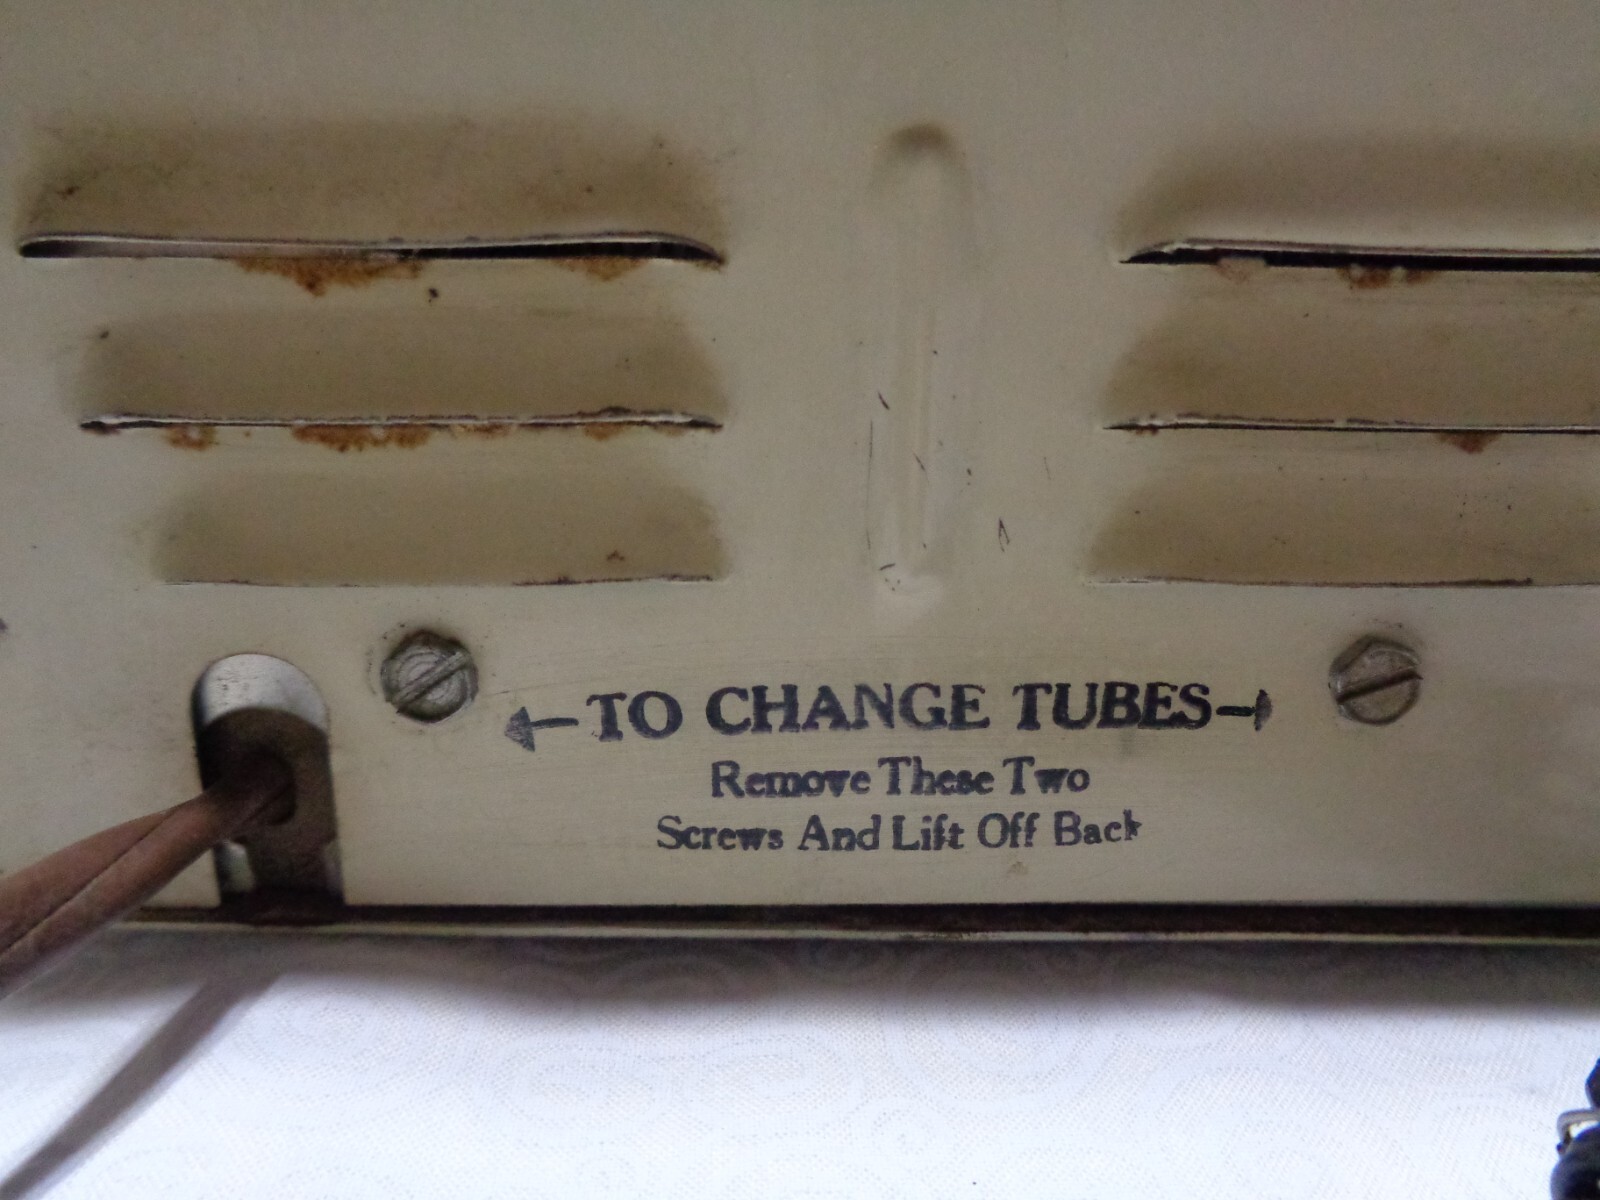 TO CHANGE TUBES
Remove These Two
Screws And Lift Off Back